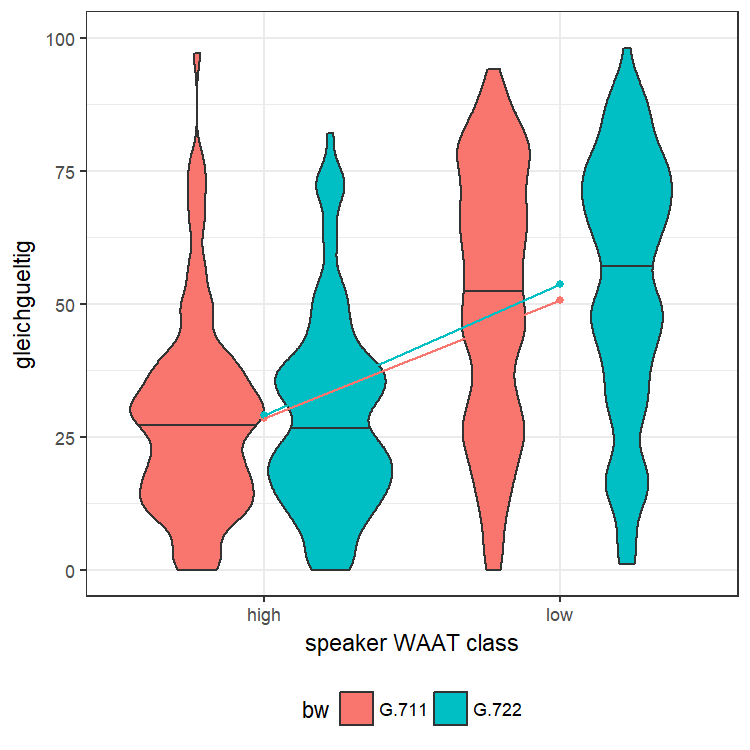 100
75
50
25
0
gleichgueltig
high low
speaker WAAT class
bw G.711 G.722